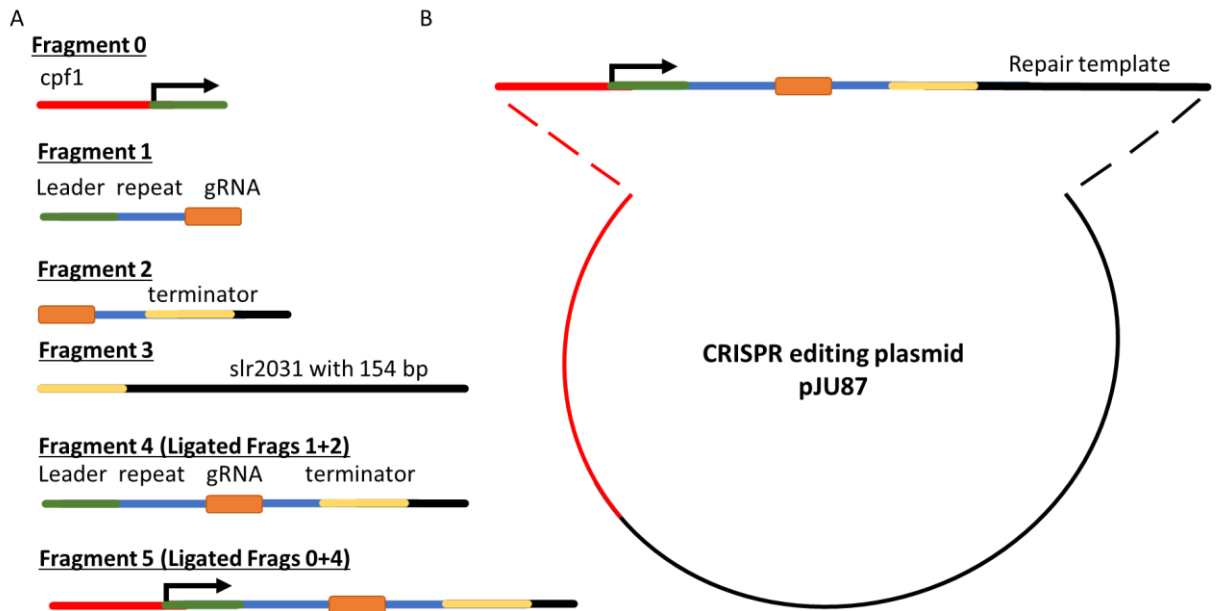 A
Fragment 0
cpf1
Fragment 1
Leader repeat gRNA
Fragment 2
terminator
Fragment 3
slr2031 with 154 bp
Fragment 4 (Ligated Frags 1+2)
Leader repeat gRNA terminator
Fragment 5 (Ligated Frags 0+4)
B
Repair template
CRISPR editing plasmid
pJU87